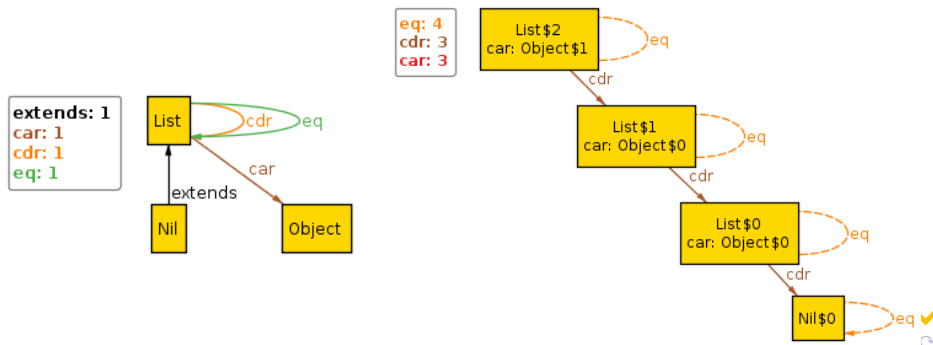 extends: 1
car: 1
cdr: 1
eq: 1
List
cdr
eq
car
extends
Nil
Object
eq: 4
cdr: 3
car: 3
List$2
car: Object$1
eq
cdr
List$1
car: Object$0
eq
cdr
List$0
car: Object$0
eq
cdr
Nil$0
eq